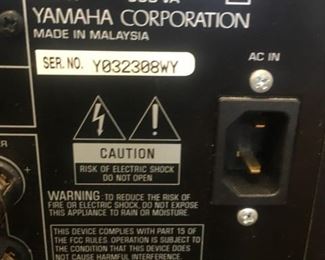 YAMAHA CORPORATION
MADE IN MALAYSIA
SER. NO. Y032308WY
AC IN
CAUTION
RISK OF ELECTRIC SHOCK
DO NOT OPEN
WARNING: TO REDUCE THE RISK OF
FIRE OR ELECTRIC SHOCK, DO NOT EXPOSE
THIS APPLIANCE TO RAIN OR MOISTURE.
THIS DEVICE COMPLIES WITH PART 15 OF
THE FCC RULES. OPERATION IS SUBJECT TO
THE CONDITION THAT THIS DEVICE DOES
NOT CAUSE HARMFUL INTERFERENCE.